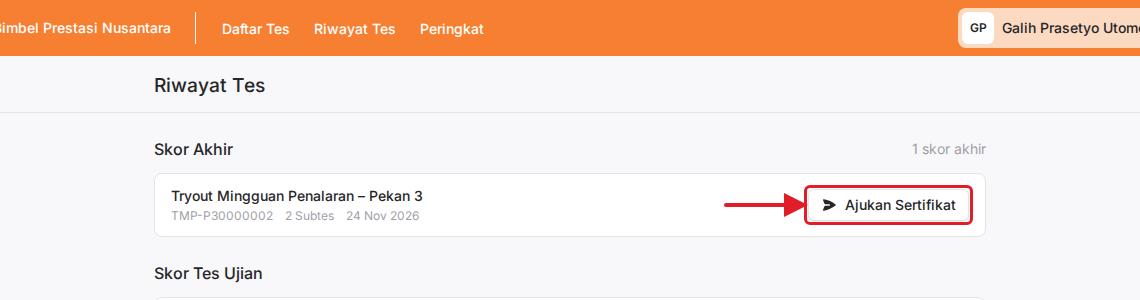 Bimbel Prestasi Nusantara
Daftar Tes
Riwayat Tes
Peringkat
GP
Galih Prasetyo Utomo
Riwayat Tes
Skor Akhir
1 skor akhir
Tryout Mingguan Penalaran – Pekan 3
TMP-P30000002 2 Subtes 24 Nov 2026
Ajukan Sertifikat
Skor Tes Ujian